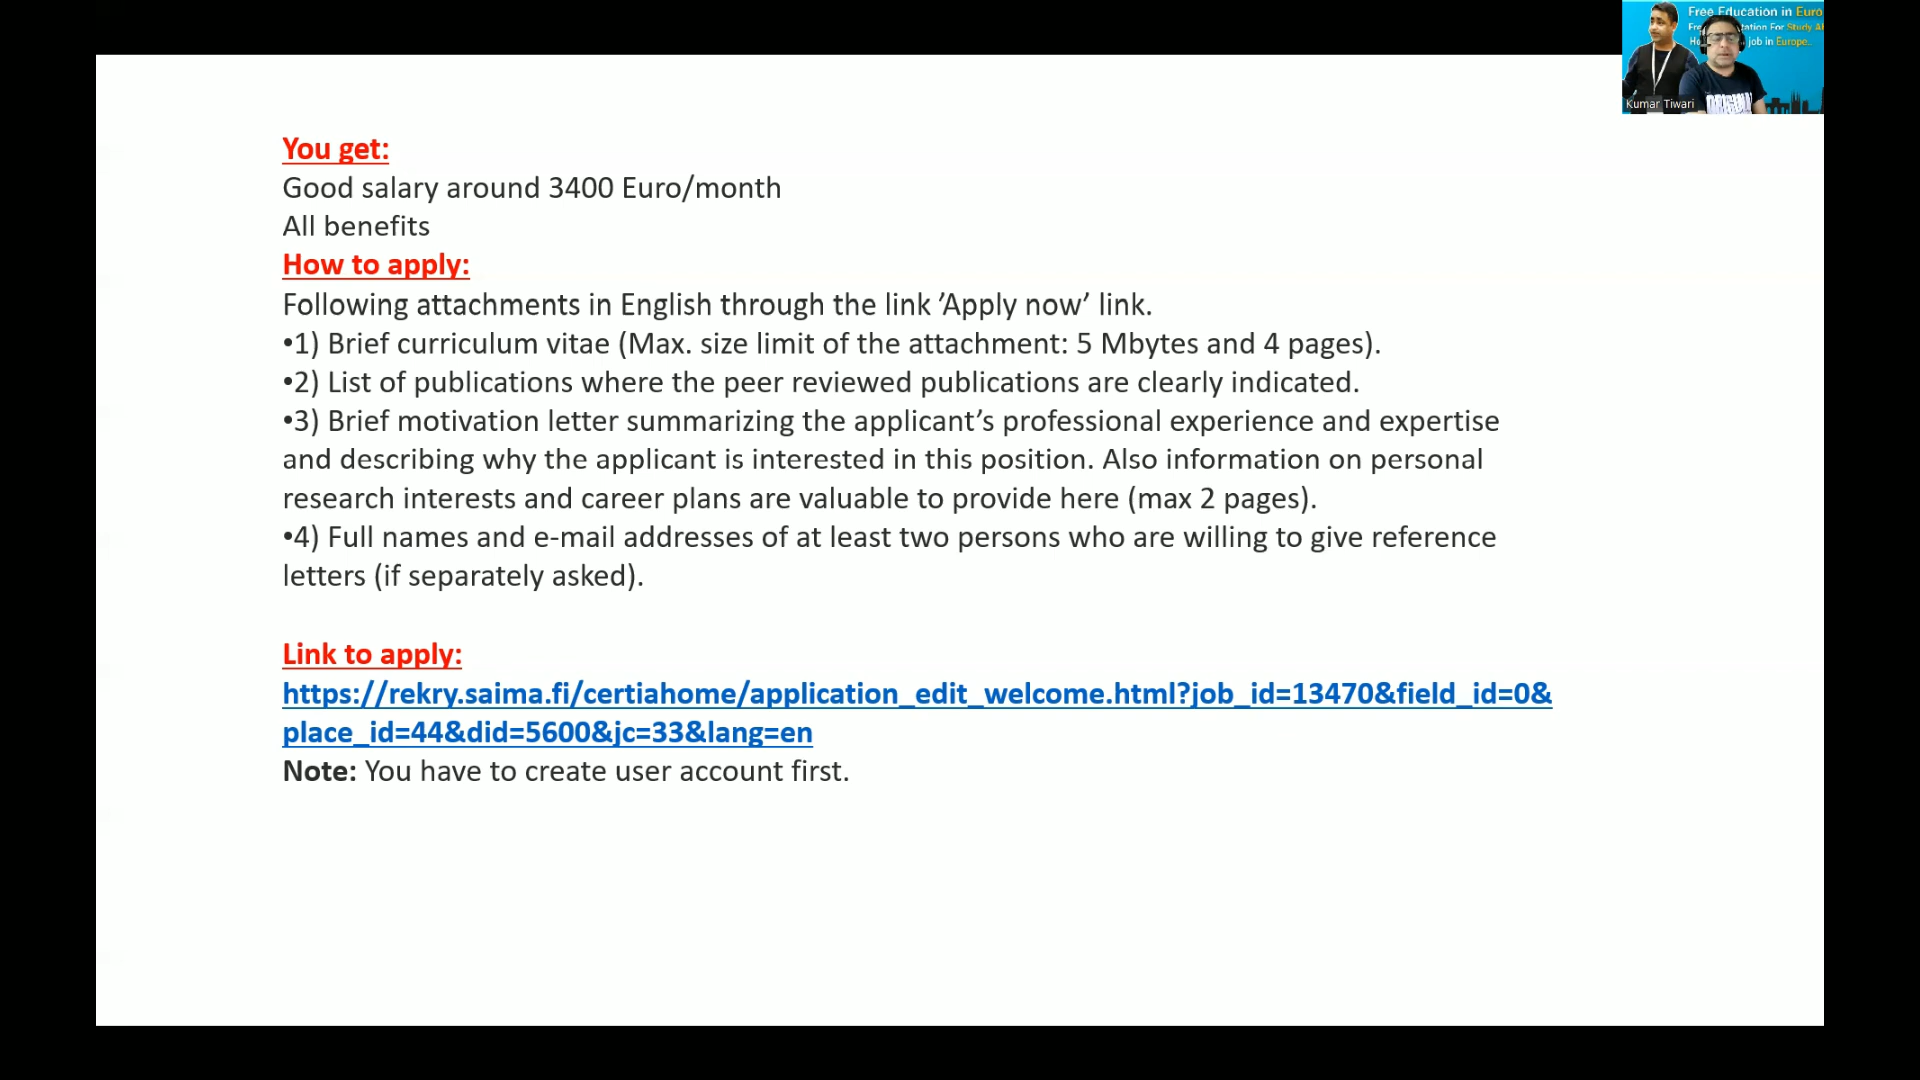 Free Education in Euro
For Study
job in Europe..
Kumar Tiwari
You get:
Good salary around 3400 Euro/month
All benefits
How to apply:
Following attachments in English through the link ’Apply now’ link.
•1) Brief curriculum vitae (Max. size limit of the attachment: 5 Mbytes and 4 pages).
•2) List of publications where the peer reviewed publications are clearly indicated.
•3) Brief motivation letter summarizing the applicant’s professional experience and expertise
and describing why the applicant is interested in this position. Also information on personal
research interests and career plans are valuable to provide here (max 2 pages).
•4) Full names and e-mail addresses of at least two persons who are willing to give reference
letters (if separately asked).
Link to apply:
https://rekry.saima.fi/certiahome/application_edit_welcome.html?job_id=13470&field_id=0&
place_id=44&did=5600&jc=33&lang=en
Note: You have to create user account first.